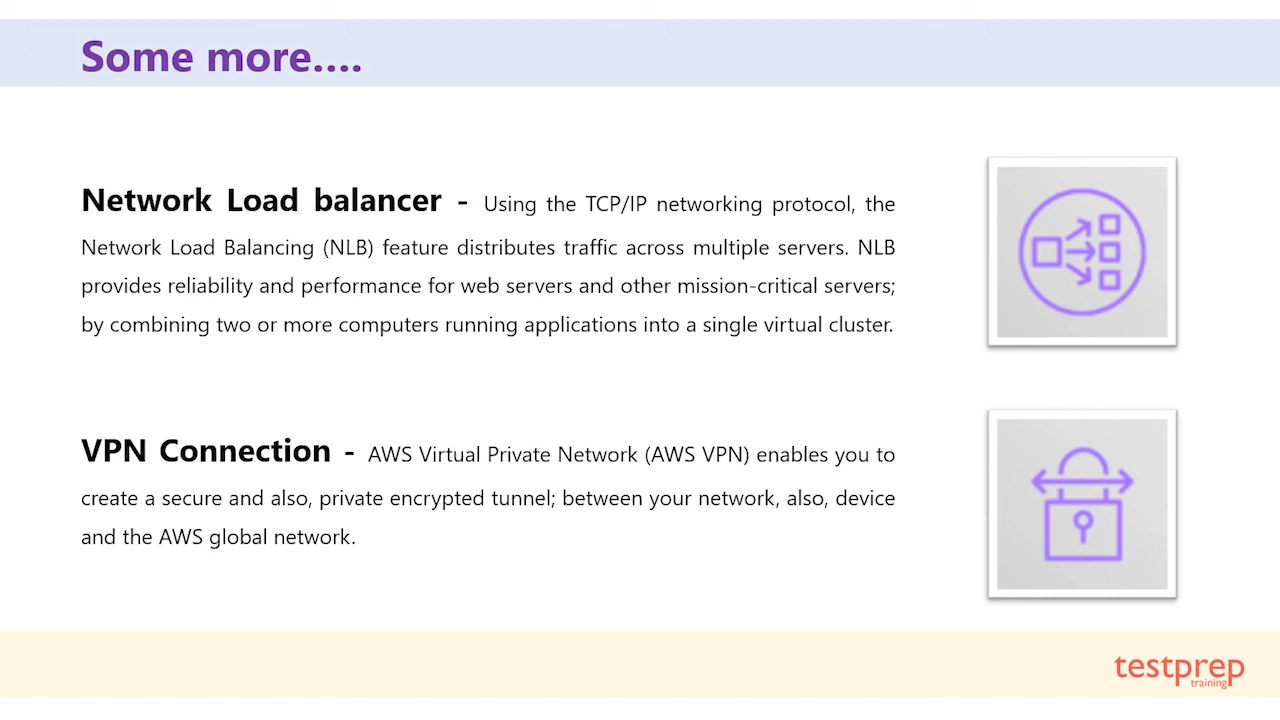 Some more....
Network Load balancer - Using the TCP/IP networking protocol, the
Network Load Balancing (NLB) feature distributes traffic across multiple servers. NLB
provides reliability and performance for web servers and other mission-critical servers;
by combining two or more computers running applications into a single virtual cluster.
VPN Connection - AWS Virtual Private Network (AWS VPN) enables you to
create a secure and also, private encrypted tunnel; between your network, also, device
and the AWS global network.
testprep
training